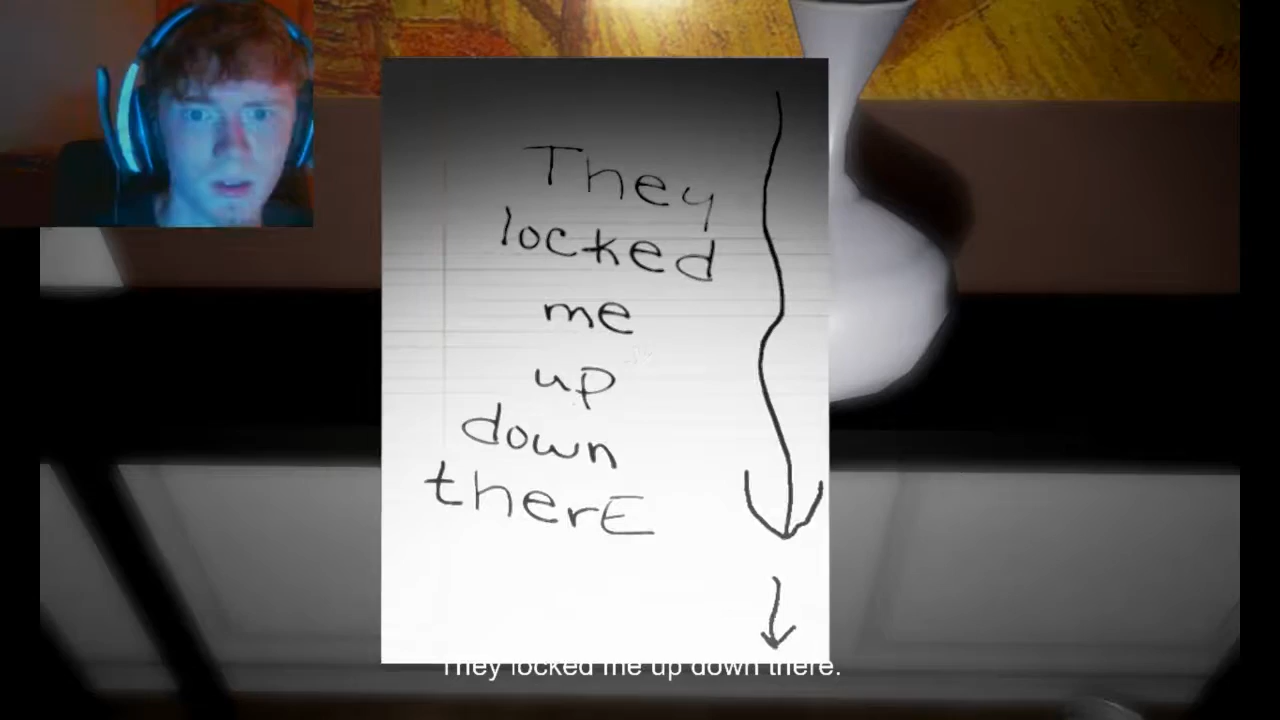 They
locked
me
up
down
therE
They locked me up down there.